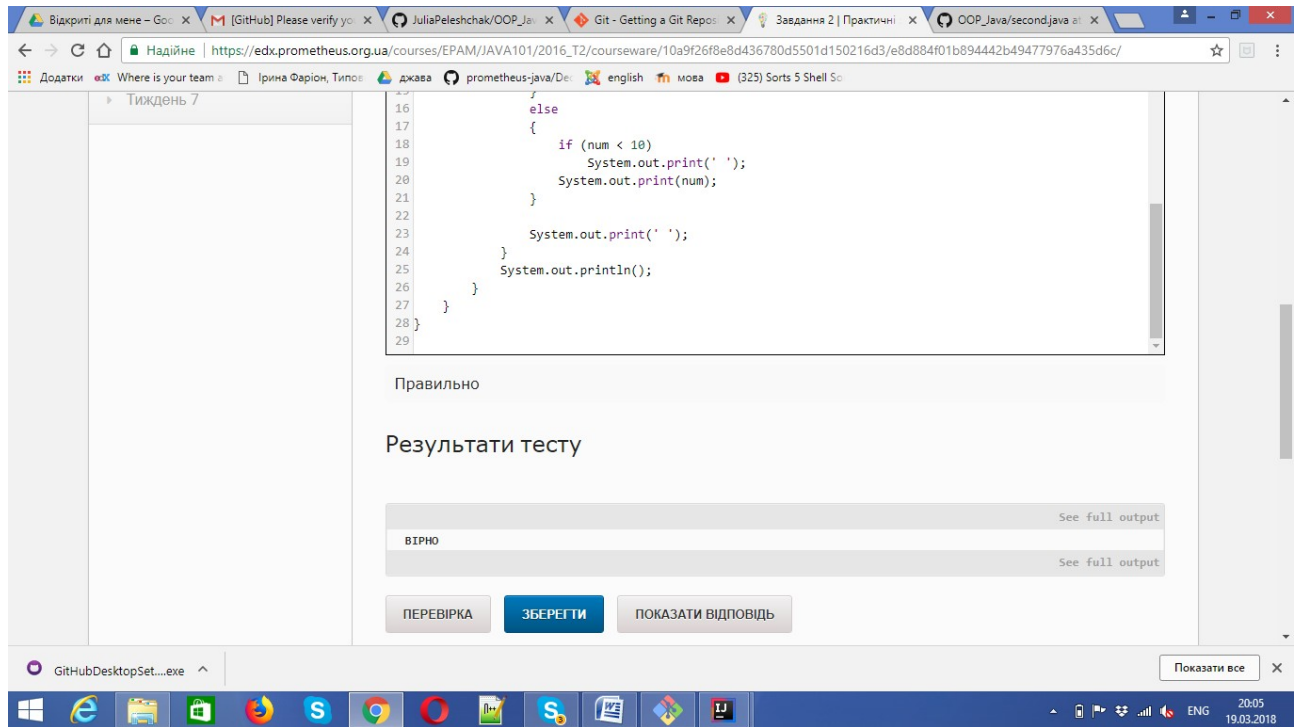 Відкриті для мене – Goo
[GitHub] Please verify yo
JuliaPeleshchak/OOP_Jav
Git - Getting a Git Repos
Завдання 2 | Практичні
OOP_Java/second.java at
Надійне | https://edx.prometheus.org.ua/courses/EPAM/JAVA101/2016_T2/courseware/10a9f26f8e8d436780d5501d150216d3/e8d884f01b894442b49477976a435d6c/
Додатки
Where is your team a
Ірина Фаріон, Типов
джава
prometheus-java/Dec
english
мова
(325) Sorts 5 Shell So
Тиждень 7
15 }
16 else
17 {
18 if (num < 10)
19 System.out.print(' ');
20 System.out.print(num);
21 }
22
23 System.out.print(' ');
24 }
25 System.out.println();
26 }
27 }
28 }
29
Правильно
Результати тесту
See full output
ВІРНО
See full output
ПЕРЕВІРКА
ЗБЕРЕГТИ
ПОКАЗАТИ ВІДПОВІДЬ
GitHubDesktopSet....exe
Показати все
ENG
20:05
19.03.2018